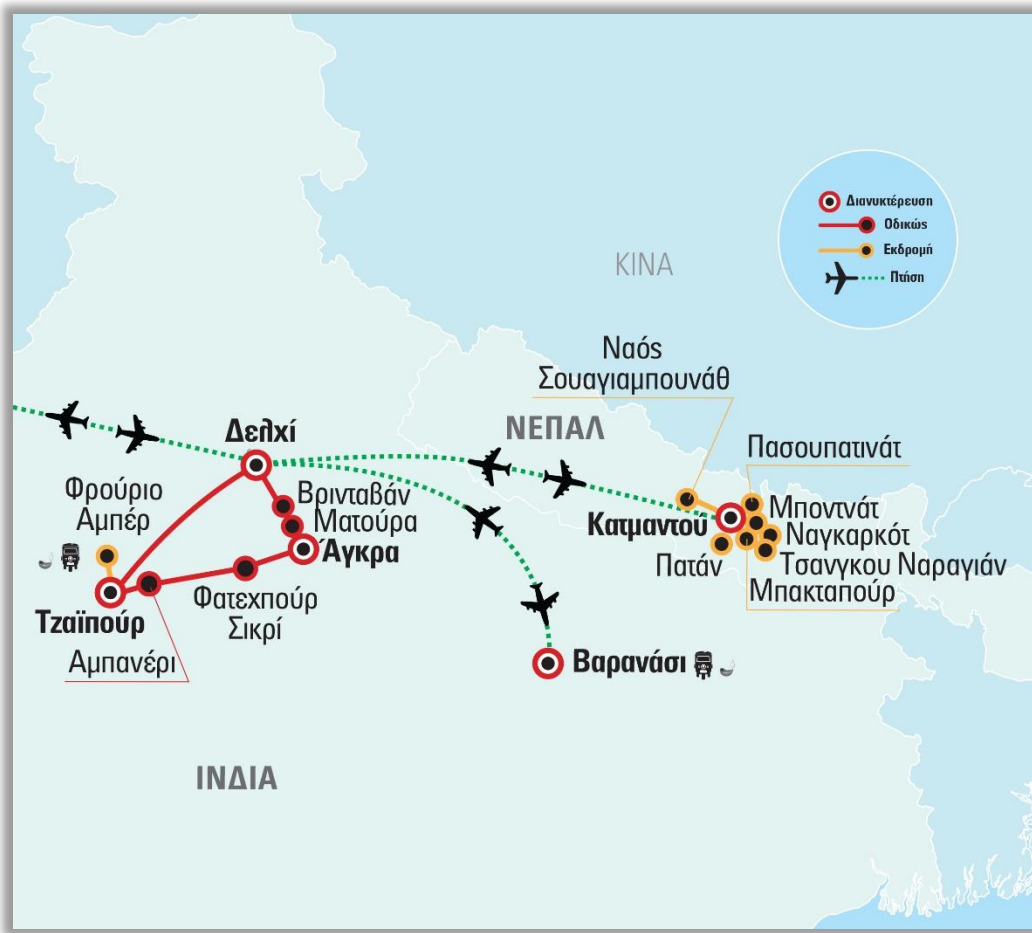 Διανυκτέρευση
Οδικώς
Εκδρομή
Πτήση
ΚΙΝΑ
Ναός
Σουαγιαμπουνάθ
ΝΕΠΑΛ
Πασουπατινάτ
Δελχί
Φρούριο
Αμπέρ
Βρινταβάν
Ματούρα
Άγκρα
Κατμαντού
Μποντνάτ
Ναγκαρκότ
Τσανγκου Ναραγιάν
Πατάν
Μπακταπούρ
Τζαϊπούρ
Φατεχπούρ
Σικρί
Αμπανέρι
Βαρανάσι
ΙΝΔΙΑ